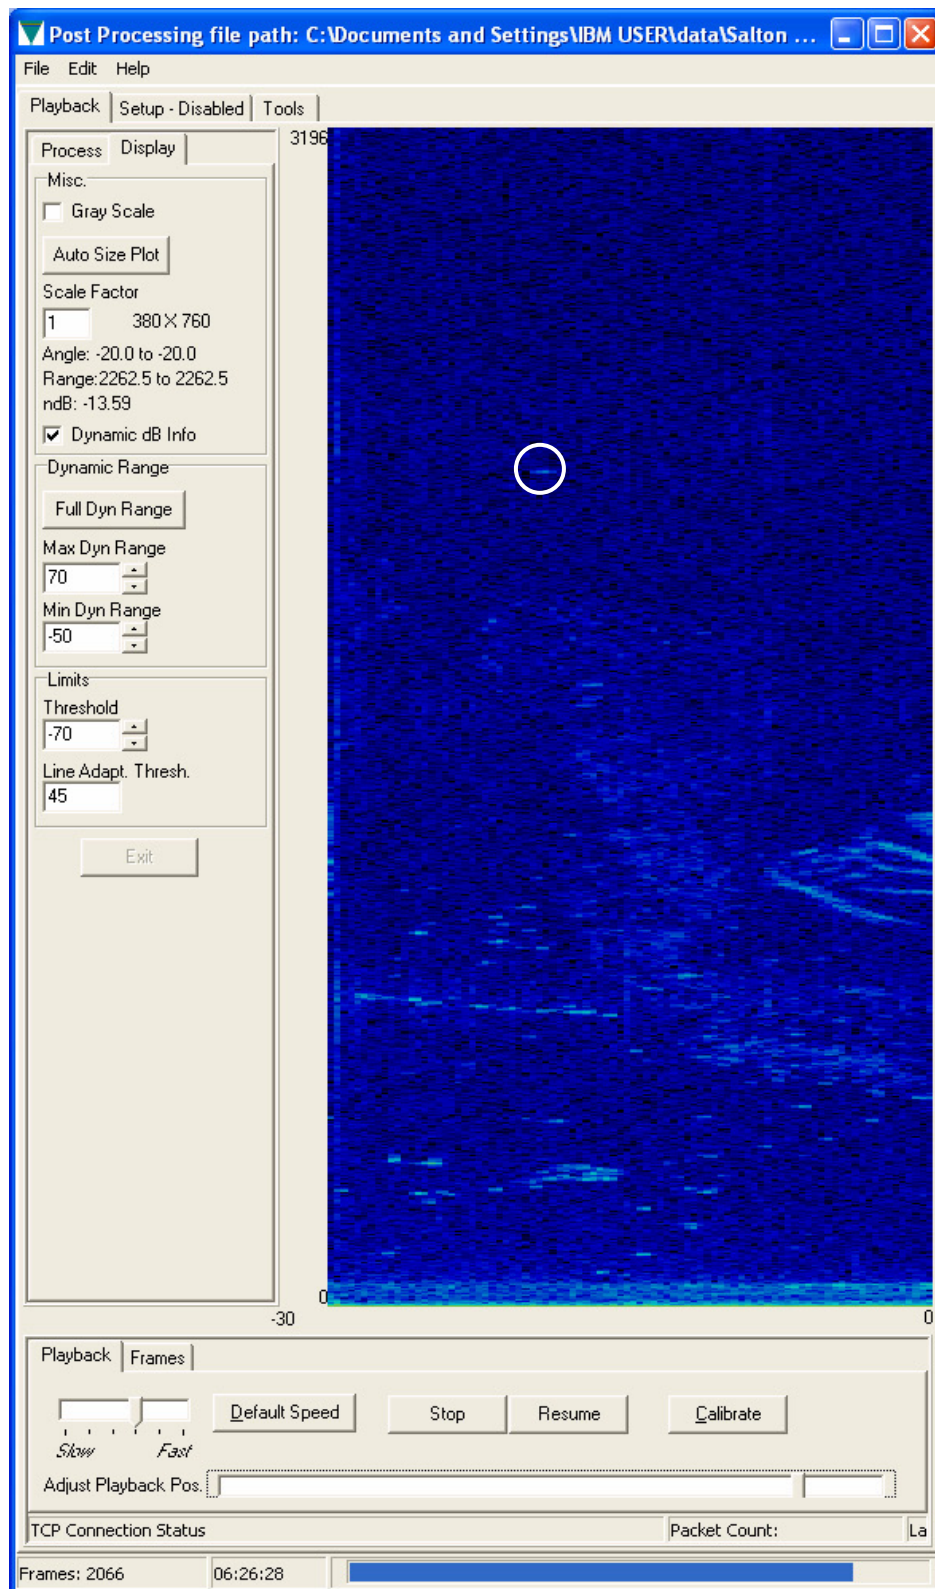 Post Processing file path: C:\Documents and Settings\IBM USER\data\Salton ...
File Edit Help
Playback Setup - Disabled Tools
Process Display
3196
Misc.
Gray Scale
Auto Size Plot
Scale Factor
1 380 X 760
Angle: -20.0 to -20.0
Range:2262.5 to 2262.5
ndB: -13.59
Dynamic dB Info
Dynamic Range
Full Dyn Range
Max Dyn Range
70
Min Dyn Range
-50
Limits
Threshold
-70
Line Adapt. Thresh.
45
Exit
0
-30 0
Playback Frames
Default Speed Stop Resume Calibrate
Slow Fast
Adjust Playback Pos.
TCP Connection Status Packet Count: La
Frames: 2066 06:26:28